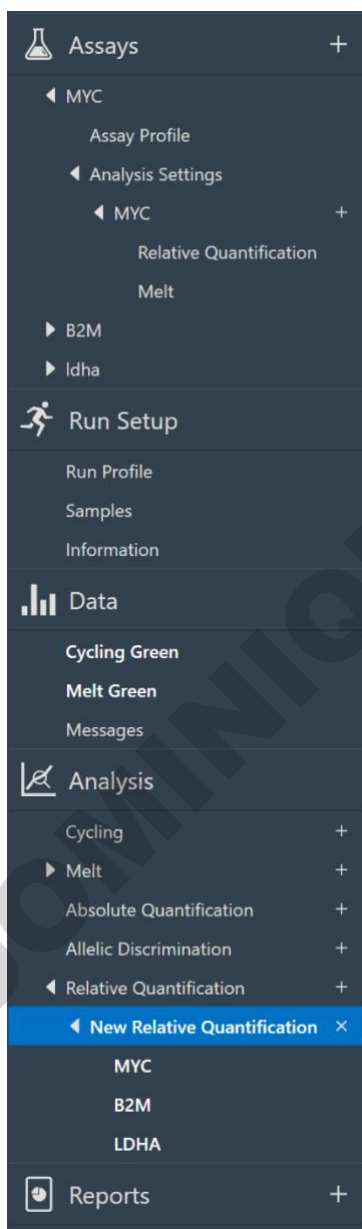 Assays +
MYC
Assay Profile
Analysis Settings
MYC +
Relative Quantification
Melt
B2M
ldha
Run Setup
Run Profile
Samples
Information
Data
Cycling Green
Melt Green
Messages
Analysis
Cycling +
Melt +
Absolute Quantification +
Allelic Discrimination +
Relative Quantification +
New Relative Quantification ×
MYC
B2M
LDHA
Reports +
DOMINIQ